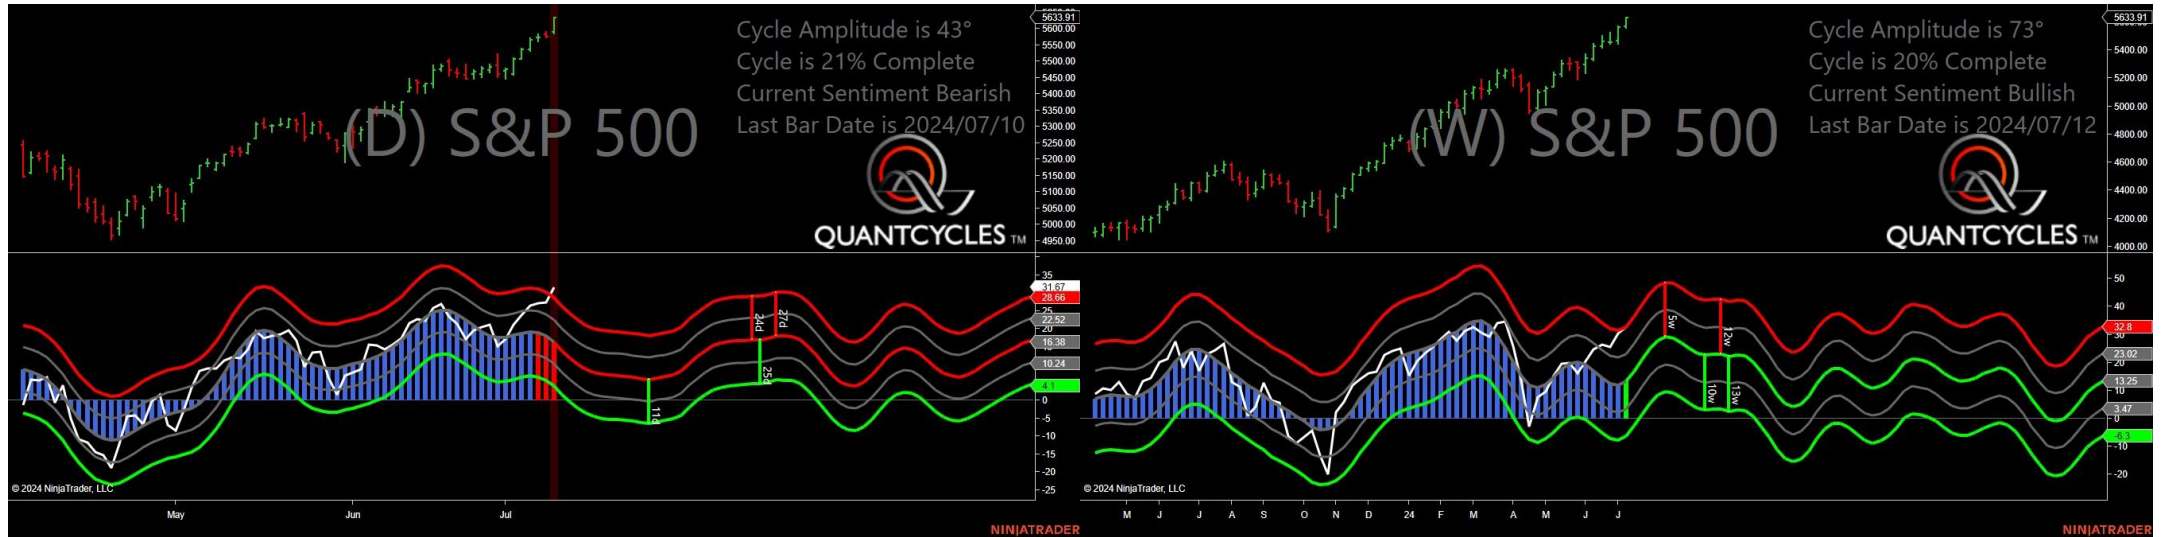 Cycle Amplitude is 43°
Cycle is 21% Complete
Current Sentiment Bearish
Last Bar Date is 2024/07/10
(D) S&P 500
QUANTCYCLES TM
5633.91
5600.00
5550.00
5500.00
5450.00
5400.00
5350.00
5300.00
5250.00
5200.00
5150.00
5100.00
5050.00
5000.00
4950.00
35
31.67
28.66
22.52
20
16.38
10.24
4.1
0
-5
-10
-15
-20
-25
24d
27d
11d
© 2024 NinjaTrader, LLC
May
Jun
Jul
NINJATRADER
Cycle Amplitude is 73°
Cycle is 20% Complete
Current Sentiment Bullish
Last Bar Date is 2024/07/12
(W) S&P 500
QUANTCYCLES TM
5633.91
5400.00
5200.00
5000.00
4800.00
4600.00
4400.00
4200.00
4000.00
50
40
32.8
23.02
20
13.25
10
3.47
0
-6.3
-10
-20
5w
12w
10w
13w
© 2024 NinjaTrader, LLC
M J J A S O N D 24 F M A M J J
NINJATRADER